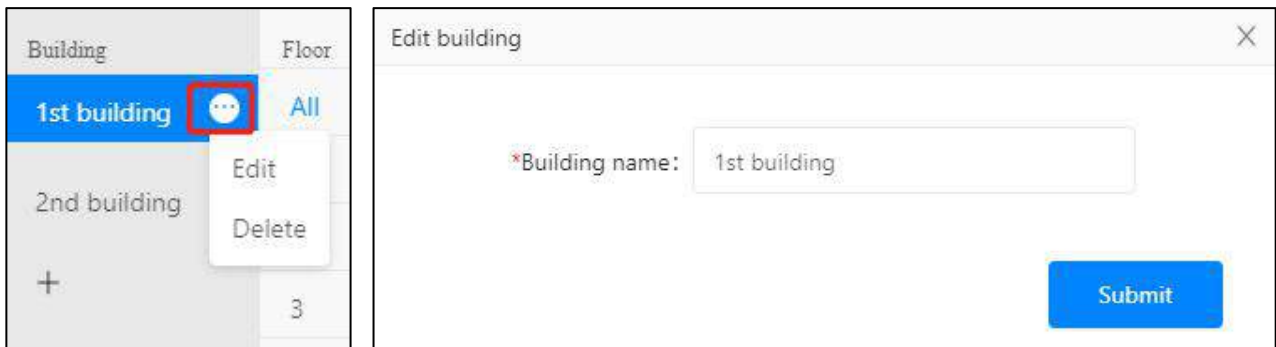 Building Floor
1st building ··· All
Edit
2nd building
Delete
+
3
Edit building X
*Building name: 1st building
Submit